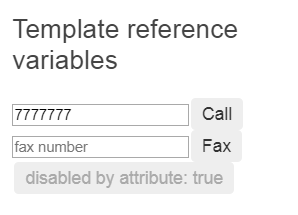 Template reference
variables
7777777 Call
fax number Fax
disabled by attribute: true